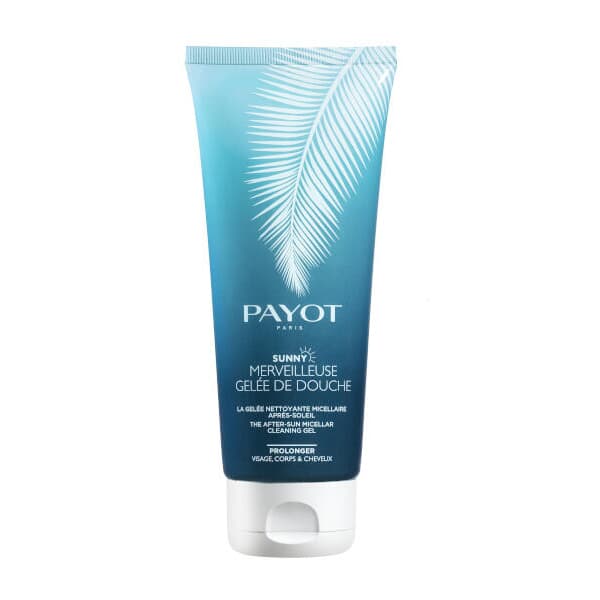 PAYOT
PARIS
SUNNY
MERVEILLEUSE
GELÉE DE DOUCHE
LA GELÉE NETTOYANTE MICELLAIRE
APRÈS-SOLEIL
THE AFTER-SUN MICELLAR
CLEANING GEL
PROLONGER
VISAGE, CORPS & CHEVEUX